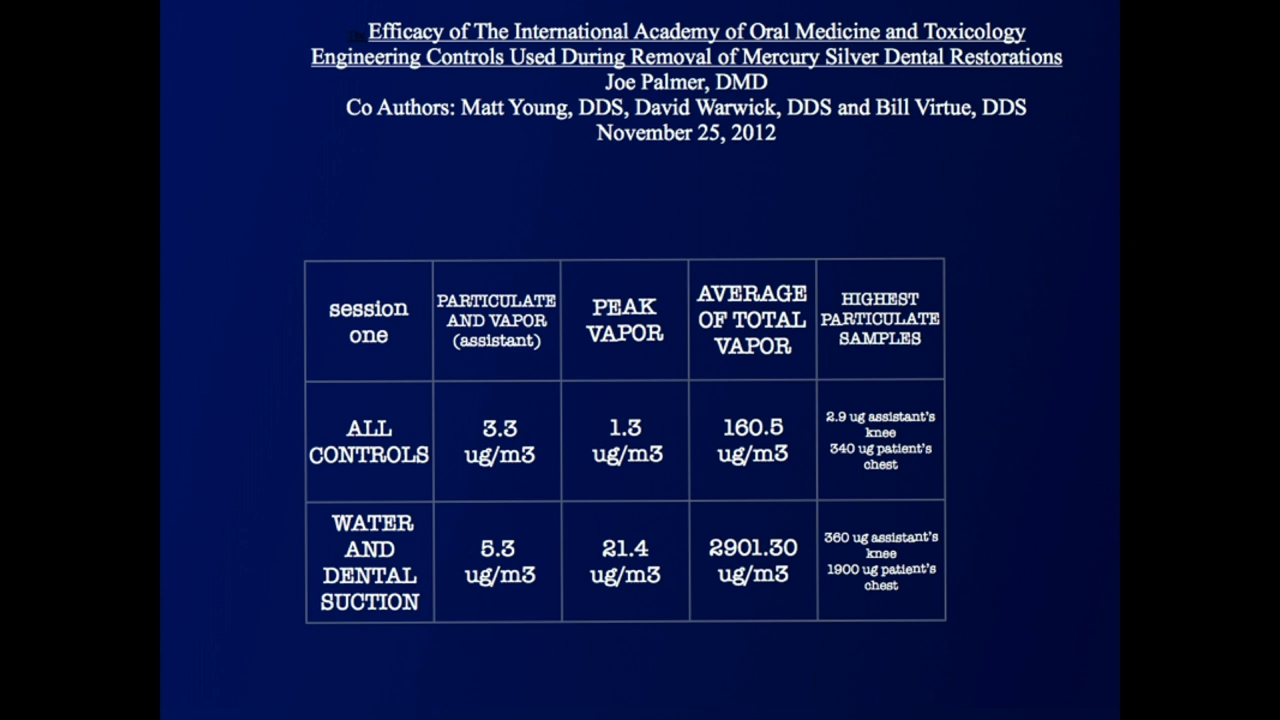 Efficacy of The International Academy of Oral Medicine and Toxicology
Engineering Controls Used During Removal of Mercury Silver Dental Restorations
Joe Palmer, DMD
Co Authors: Matt Young, DDS, David Warwick, DDS and Bill Virtue, DDS
November 25, 2012
session
one
PARTICULATE
AND VAPOR
(assistant)
PEAK
VAPOR
AVERAGE
OF TOTAL
VAPOR
HIGHEST
PARTICULATE
SAMPLES
ALL
CONTROLS
3.3
ug/m3
1.3
ug/m3
160.5
ug/m3
2.9 ug assistant's
knee
340 ug patient's
chest
WATER
AND
DENTAL
SUCTION
5.3
ug/m3
21.4
ug/m3
2901.30
ug/m3
360 ug assistant's
knee
1900 ug patient's
chest